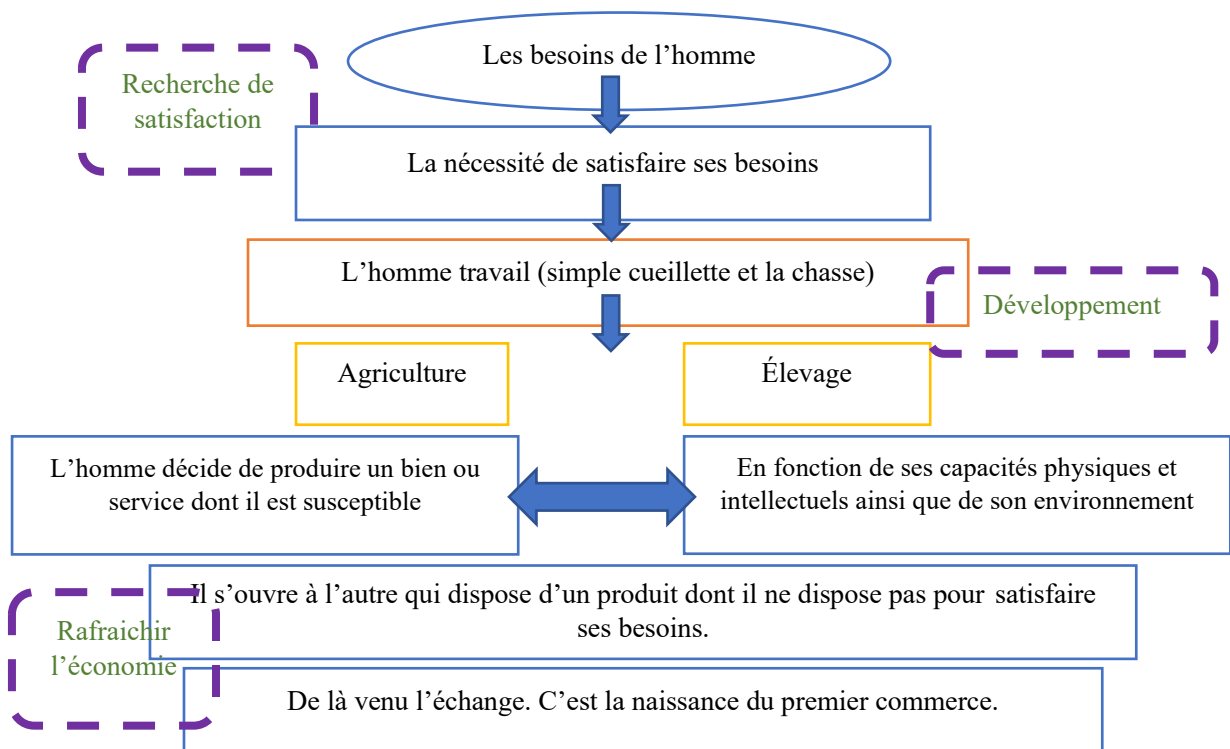 Les besoins de l’homme
Recherche de
satisfaction
La nécessité de satisfaire ses besoins
L’homme travail (simple cueillette et la chasse)
Développement
Agriculture
Élevage
L’homme décide de produire un bien ou
service dont il est susceptible
En fonction de ses capacités physiques et
intellectuels ainsi que de son environnement
Il s’ouvre à l’autre qui dispose d’un produit dont il ne dispose pas pour satisfaire
ses besoins.
Rafraichir
l’économie
De là venu l’échange. C’est la naissance du premier commerce.